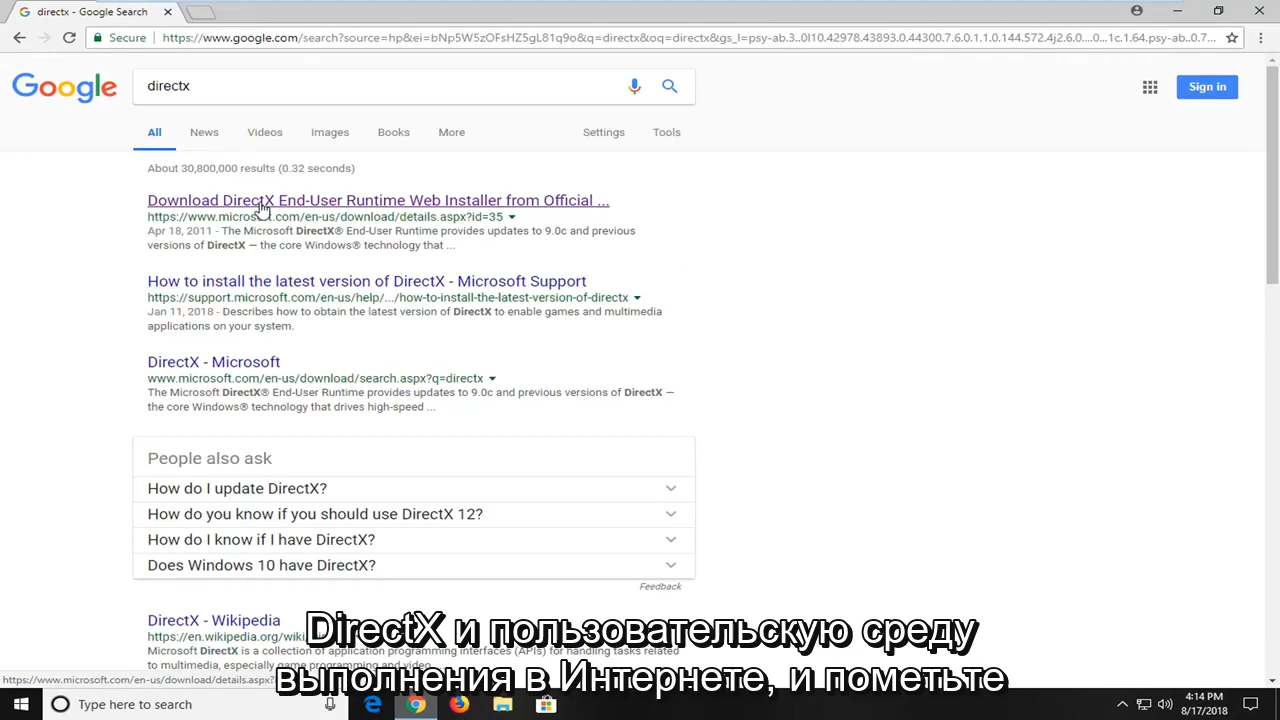 directx - Google Search
Secure
https://www.google.com/search?source=hp&ei=bNp5W5zOFsHZ5gL81q9o&q=directx&oq=directx&gs_l=psy-ab.3..0l10.42978.43893.0.44300.7.6.0.1.1.0.144.572.4j2.6.0....0...1c.1.64.psy-ab..0.7...
Google
directx
Sign in
All News Videos Images Books More Settings Tools
About 30,800,000 results (0.32 seconds)
Download DirectX End-User Runtime Web Installer from Official ...
https://www.microsoft.com/en-us/download/details.aspx?id=35
Apr 18, 2011 - The Microsoft DirectX® End-User Runtime provides updates to 9.0c and previous
versions of DirectX — the core Windows® technology that ...
How to install the latest version of DirectX - Microsoft Support
https://support.microsoft.com/en-us/help/.../how-to-install-the-latest-version-of-directx
Jan 11, 2018 - Describes how to obtain the latest version of DirectX to enable games and multimedia
applications on your system.
DirectX - Microsoft
www.microsoft.com/en-us/download/search.aspx?q=directx
The Microsoft DirectX® End-User Runtime provides updates to 9.0c and previous versions of DirectX —
the core Windows® technology that drives high-speed ...
People also ask
How do I update DirectX?
How do you know if you should use DirectX 12?
How do I know if I have DirectX?
Does Windows 10 have DirectX?
Feedback
DirectX - Wikipedia
https://en.wikipedia.org/wiki
Microsoft DirectX is a collection of application programming interfaces (APIs) for handling tasks related
to multimedia, especially game programming and video
DirectX и пользовательскую среду
выполнения в Интернете, и пометьте
https://www.microsoft.com/en-us/download/details.aspx?
Type here to search
4:14 PM
8/17/2018